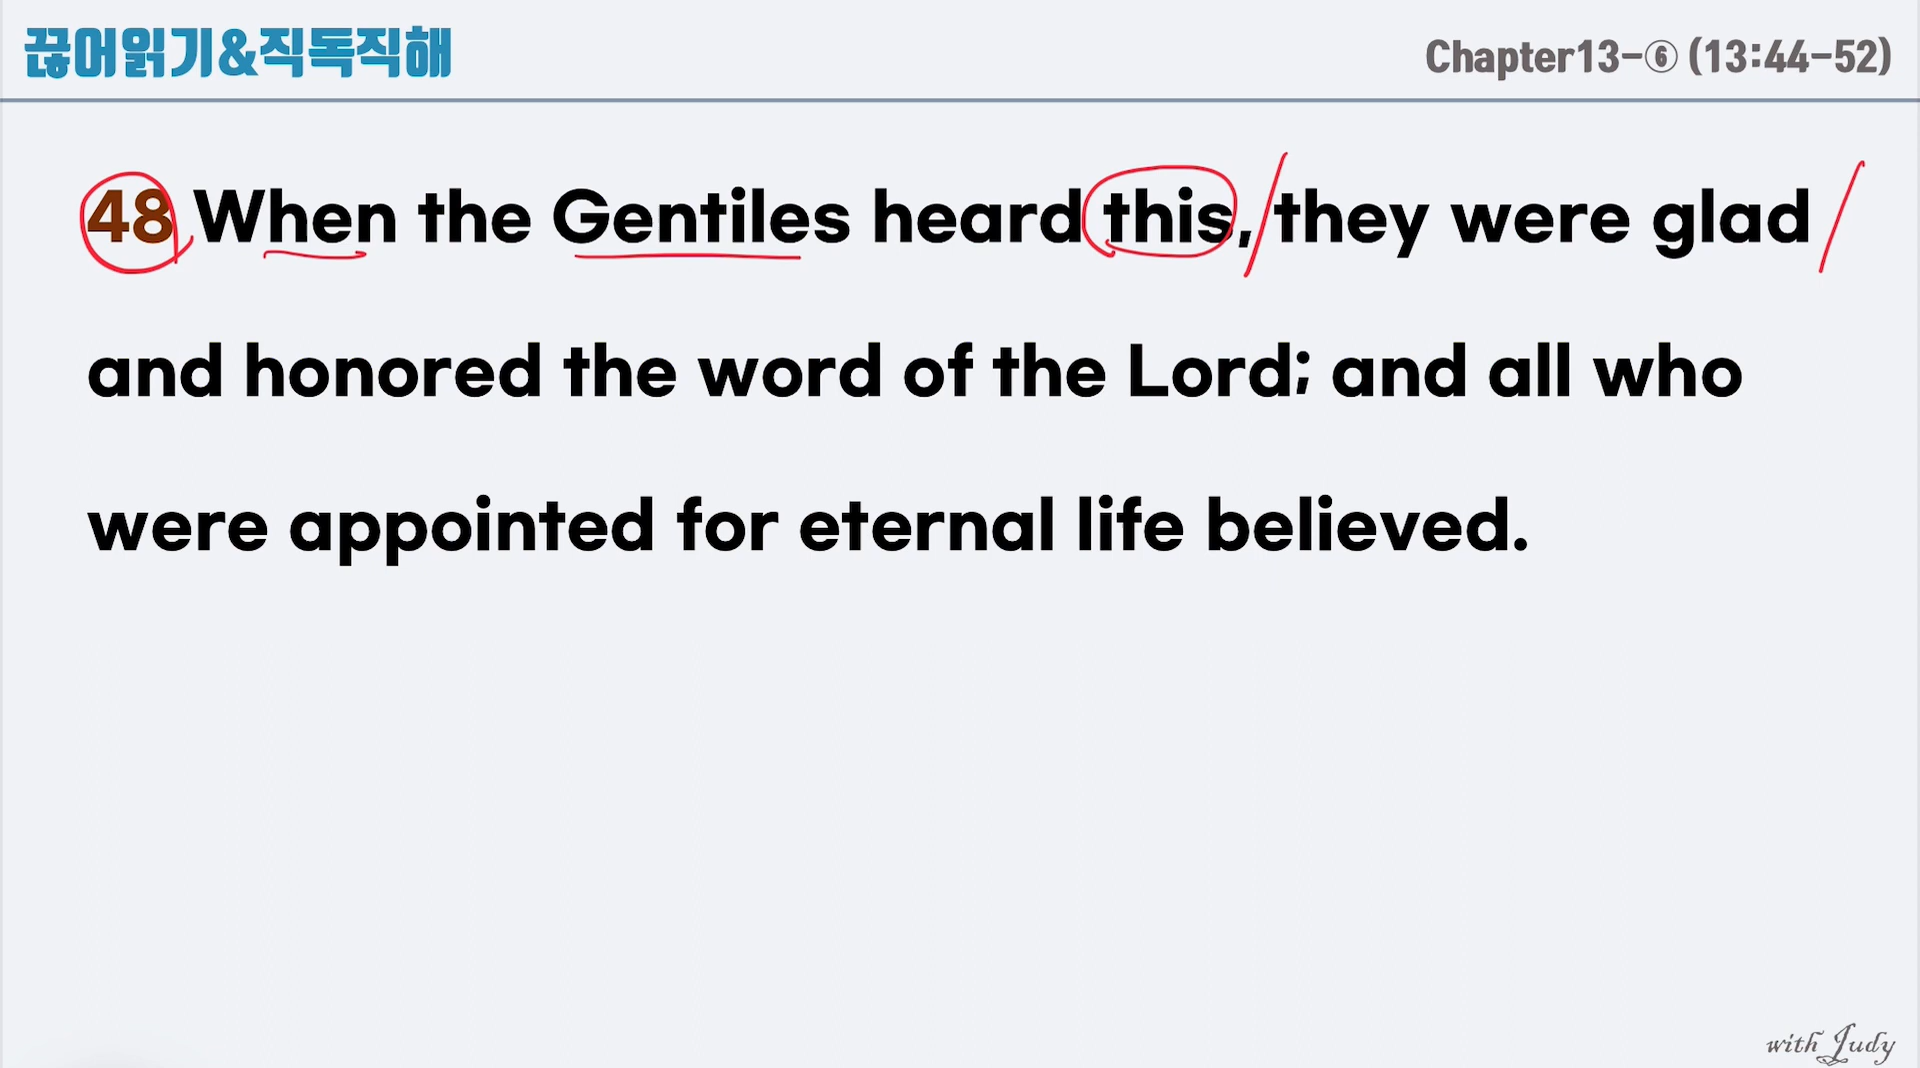 끊어읽기&직독직해
Chapter13-⑥ (13:44-52)
48 When the Gentiles heard this, they were glad
and honored the word of the Lord; and all who
were appointed for eternal life believed.
with Judy